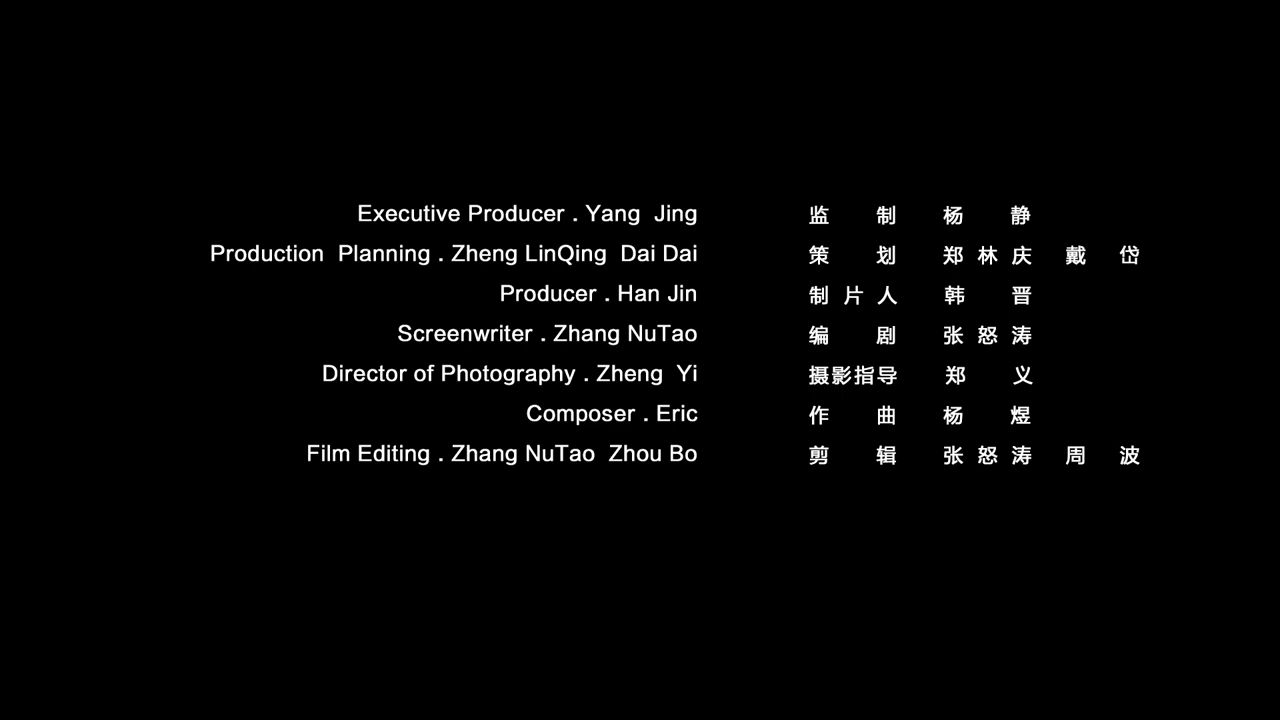 Executive Producer . Yang Jing 监 制 杨 静
Production Planning . Zheng LinQing Dai Dai 策 划 郑 林 庆 戴 岱
Producer . Han Jin 制 片 人 韩 晋
Screenwriter . Zhang NuTao 编 剧 张 怒 涛
Director of Photography . Zheng Yi 摄影指导 郑 义
Composer . Eric 作 曲 杨 煜
Film Editing . Zhang NuTao Zhou Bo 剪 辑 张 怒 涛 周 波